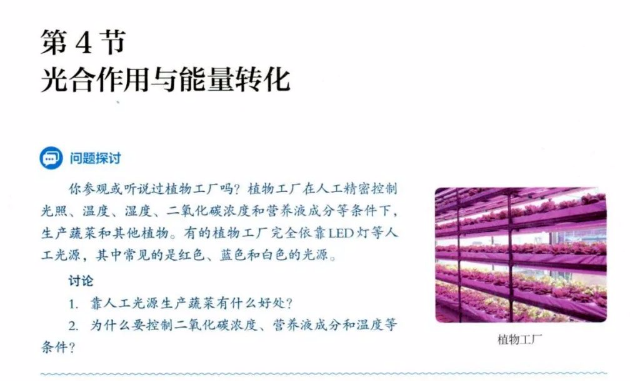 第 4 节
光合作用与能量转化
问题探讨
你参观或听说过植物工厂吗？植物工厂在人工精密控制
光照、温度、湿度、二氧化碳浓度和营养液成分等条件下，
生产蔬菜和其他植物。有的植物工厂完全依靠LED灯等人
工光源，其中常见的是红色、蓝色和白色的光源。
讨论
1. 靠人工光源生产蔬菜有什么好处？
2. 为什么要控制二氧化碳浓度、营养液成分和温度等
条件？
植物工厂